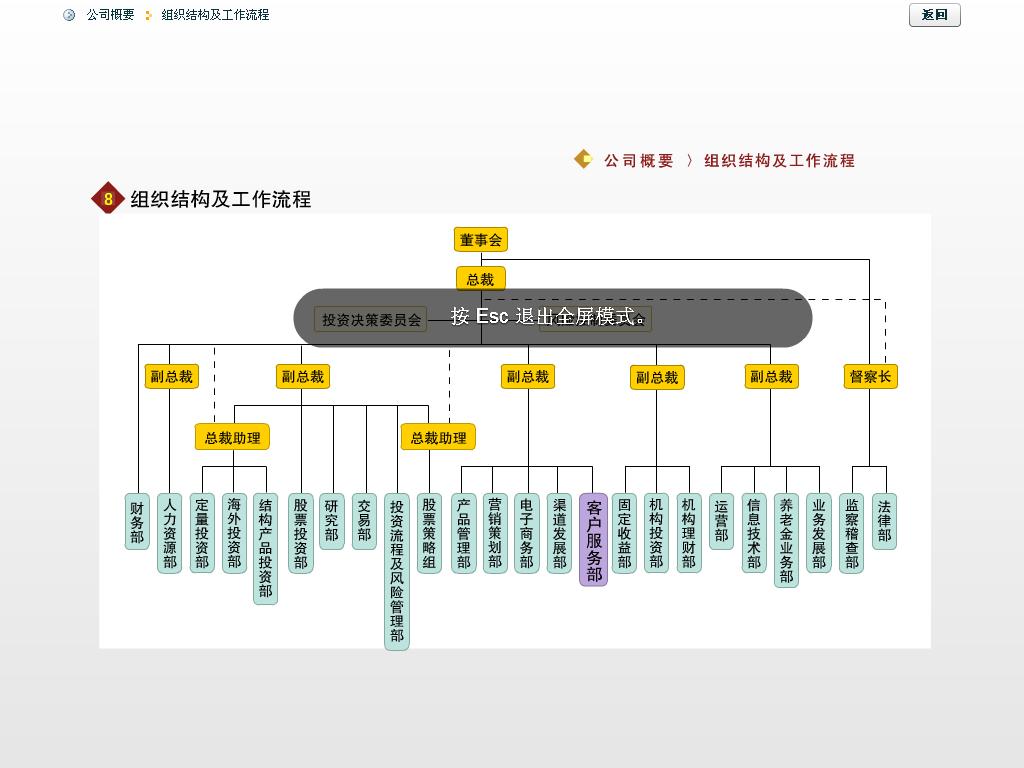 公司概要 组织结构及工作流程
返回
公司概要 〉组织结构及工作流程
8 组织结构及工作流程
董事会
总裁
投资决策委员会
按 Esc 退出全屏模式。
副总裁
副总裁
副总裁
副总裁
副总裁
督察长
总裁助理
总裁助理
财务部
人力资源部
定量投资部
海外投资部
结构产品投资部
股票投资部
研究部
交易部
投资流程及风险管理部
股票策略组
产品管理部
营销策划部
电子商务部
渠道发展部
客户服务部
固定收益部
机构投资部
机构理财部
运营部
信息技术部
养老金业务部
业务发展部
监察稽查部
法律部